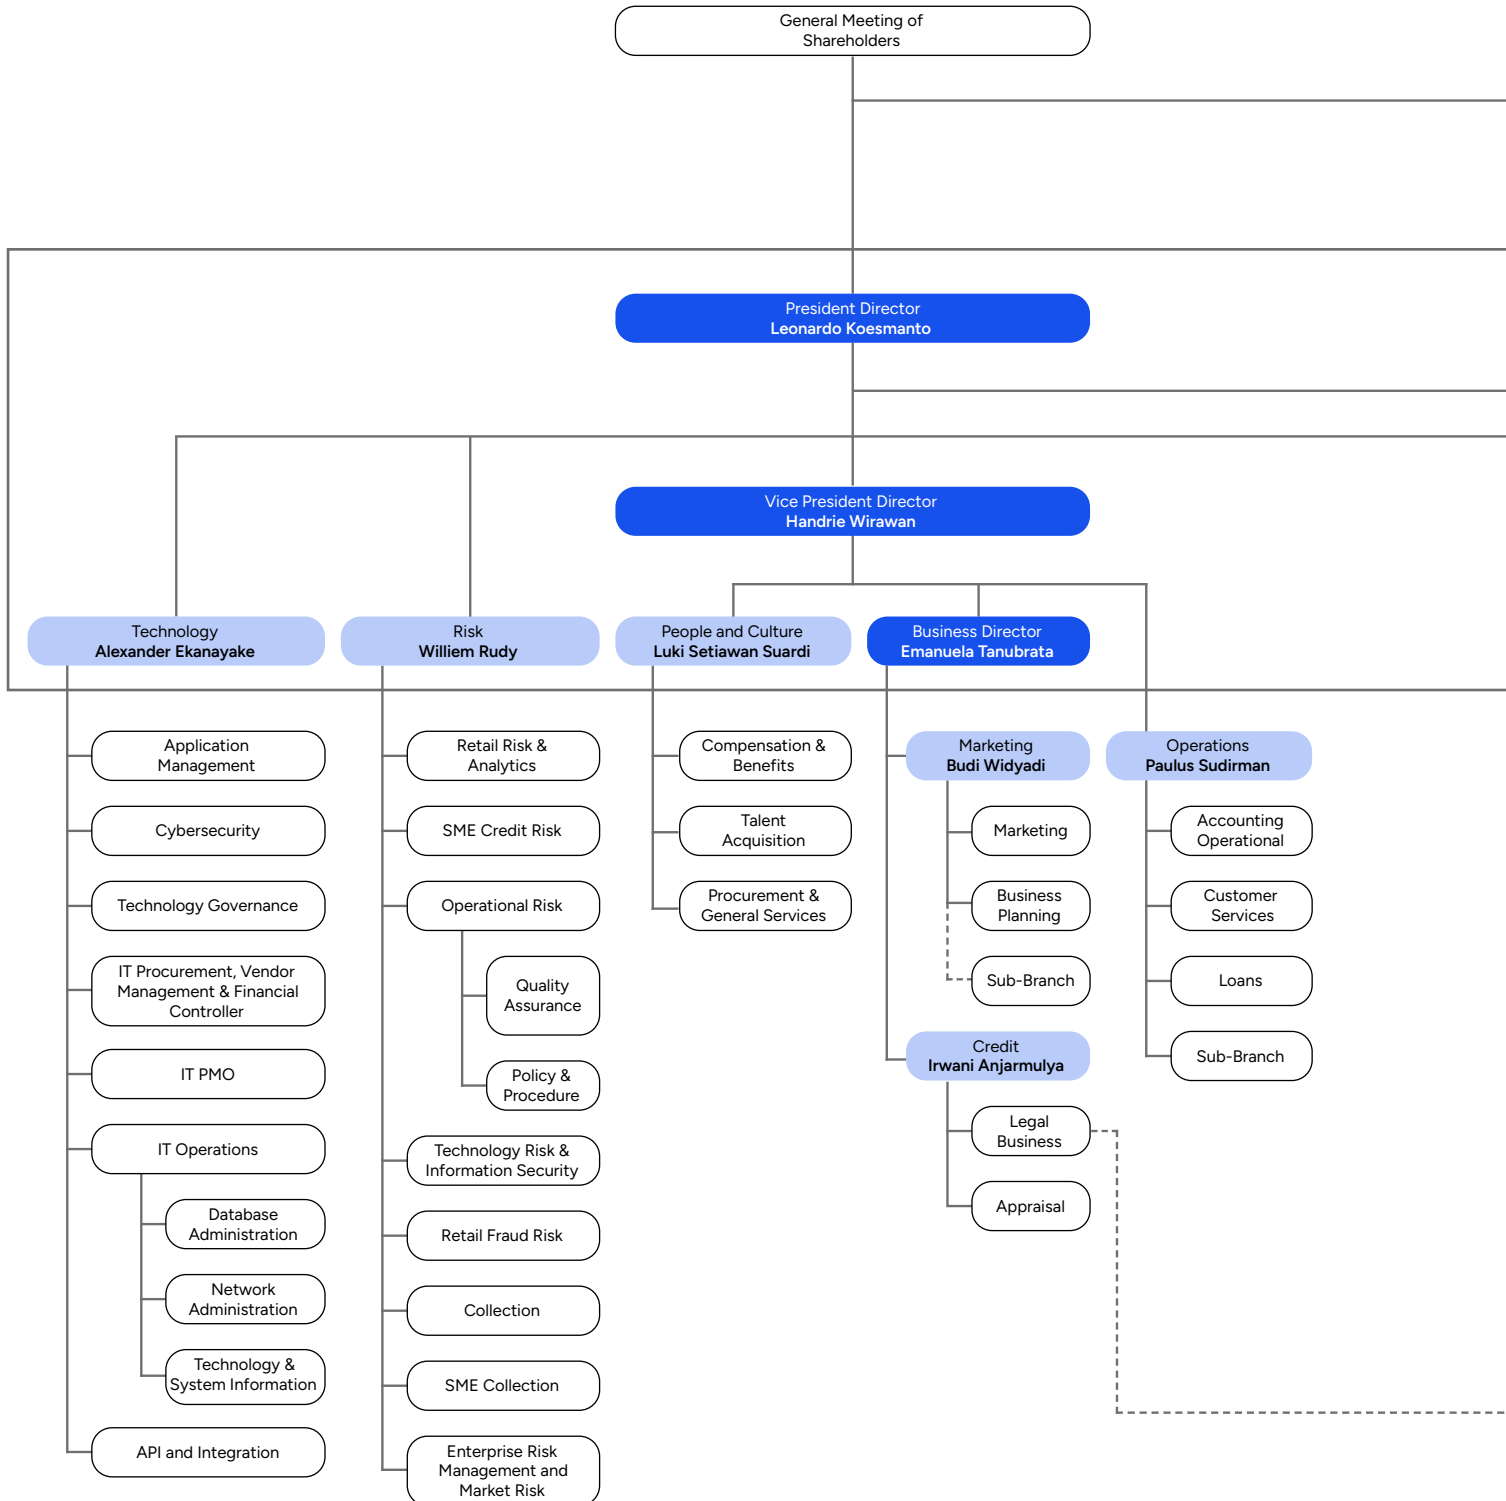 General Meeting of
Shareholders
President Director
Leonardo Koesmanto
Vice President Director
Handrie Wirawan
Technology
Alexander Ekanayake
Application
Management
Cybersecurity
Technology Governance
IT Procurement, Vendor
Management & Financial
Controller
IT PMO
IT Operations
Database
Administration
Network
Administration
Technology &
System Information
API and Integration
Risk
Williem Rudy
Retail Risk &
Analytics
SME Credit Risk
Operational Risk
Quality
Assurance
Policy &
Procedure
Technology Risk &
Information Security
Retail Fraud Risk
Collection
SME Collection
Enterprise Risk
Management and
Market Risk
People and Culture
Luki Setiawan Suardi
Compensation &
Benefits
Talent
Acquisition
Procurement &
General Services
Business Director
Emanuela Tanubrata
Marketing
Budi Widyadi
Marketing
Business
Planning
Sub-Branch
Credit
Irwani Anjarmulya
Legal
Business
Appraisal
Operations
Paulus Sudirman
Accounting
Operational
Customer
Services
Loans
Sub-Branch